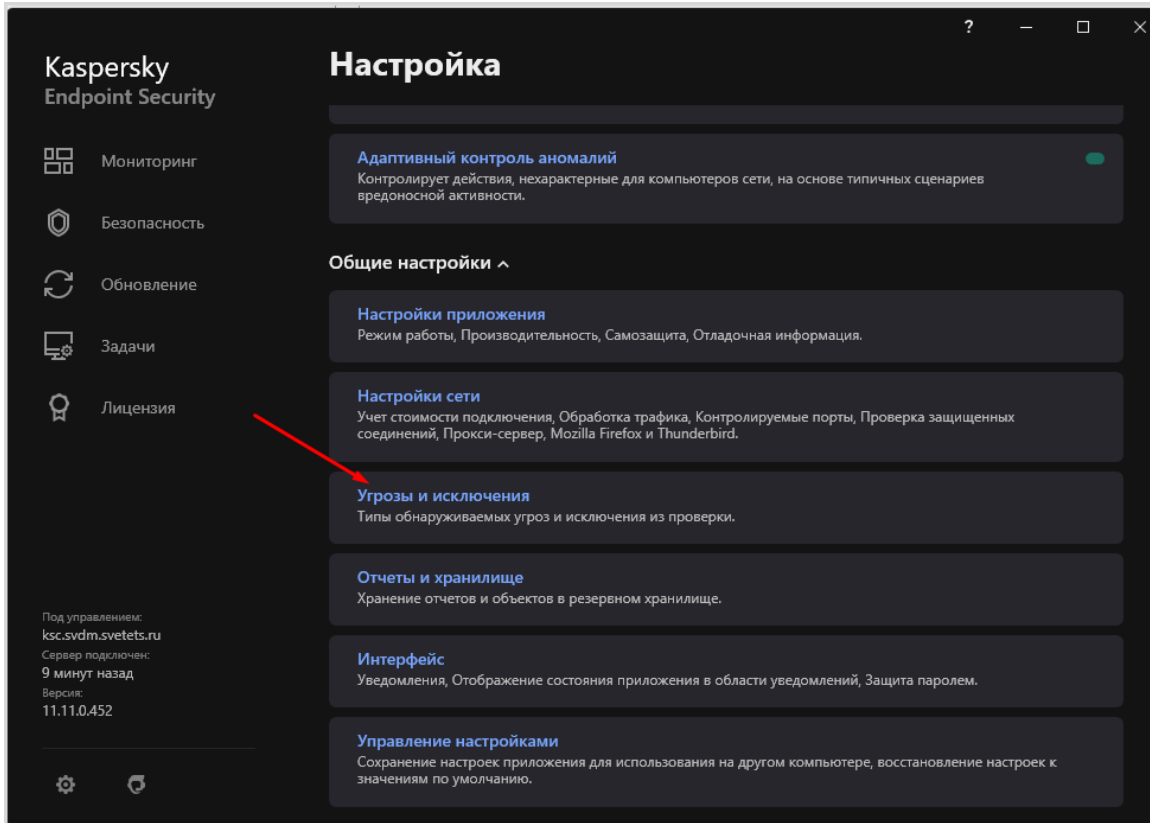 ?
Kaspersky
Endpoint Security
Мониторинг
Безопасность
Обновление
Задачи
Лицензия
Под управлением:
ksc.svdm.svetets.ru
Сервер подключен:
9 минут назад
Версия:
11.11.0.452
Настройка
Адаптивный контроль аномалий
Контролирует действия, нехарактерные для компьютеров сети, на основе типичных сценариев
вредоносной активности.
Общие настройки
Настройки приложения
Режим работы, Производительность, Самозащита, Отладочная информация.
Настройки сети
Учет стоимости подключения, Обработка трафика, Контролируемые порты, Проверка защищенных
соединений, Прокси-сервер, Mozilla Firefox и Thunderbird.
Угрозы и исключения
Типы обнаруживаемых угроз и исключения из проверки.
Отчеты и хранилище
Хранение отчетов и объектов в резервном хранилище.
Интерфейс
Уведомления, Отображение состояния приложения в области уведомлений, Защита паролем.
Управление настройками
Сохранение настроек приложения для использования на другом компьютере, восстановление настроек к
значениям по умолчанию.